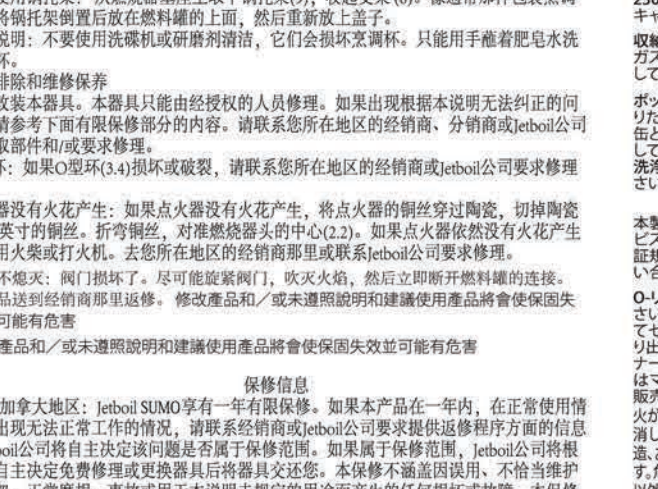 将锅托架倒置后放在燃料罐的上面，然后重新放上盖子。
说明：不要使用洗碟机或研磨剂清洁，它们会损坏烹调杯。只能用手蘸着肥皂水洗
杯。
排除和维修保养
改装本器具。本器具只能由经授权的人员修理。如果出现根据本说明无法纠正的问
请参考下面有限保修部分的内容。请联系您所在地区的经销商、分销商或Jetboil公司
取部件和/或要求修理。
环：如果O型环(3.4)损坏或破裂，请联系您所在地区的经销商或Jetboil公司要求修理
器没有火花产生：如果点火器没有火花产生，将点火器的铜丝穿过陶瓷，切掉陶瓷
英寸的铜丝。折弯铜丝，对准燃烧器头的中心(2.2)。如果点火器依然没有火花产生
用火柴或打火机。去您所在地区的经销商那里或联系Jetboil公司要求修理。
不熄灭：阀门损坏了。尽可能旋紧阀门，吹灭火焰，然后立即断开燃料罐的连接。
品送到经销商那里返修。修改產品和／或未遵照說明和建議使用產品將會使保固失
可能有危害
產品和／或未遵照說明和建議使用產品將會使保固失效並可能有危害
保修信息
加拿大地区：Jetboil SUMO享有一年有限保修。如果本产品在一年内，在正常使用情
出现无法正常工作的情况，请联系经销商或Jetboil公司要求提供返修程序方面的信息
oil公司将自主决定该问题是否属于保修范围。如果属于保修范围，Jetboil公司将根
自主决定免费修理或更换器具后将器具交还您。本保修不涵盖因误用、不恰当维护
キャ
収納
ガス
して
ポッ
りた
缶と
して
洗浄
さい
本製
ビス
証規
い合
O-リ
さい
てセ
り出
ナー
はマ
販売
火が
消し
造、
す。